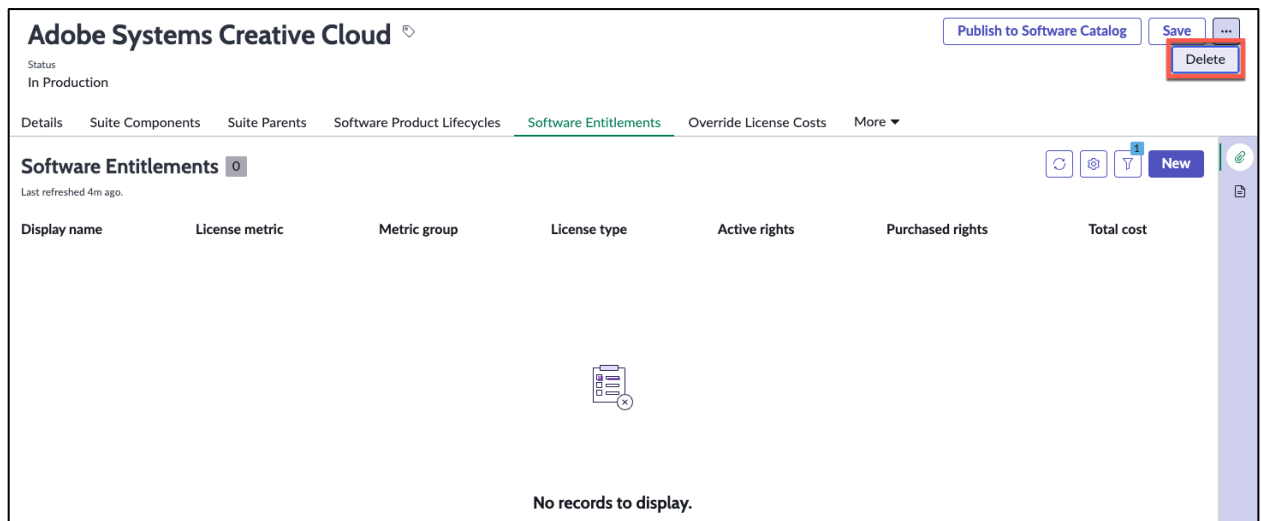 Adobe Systems Creative Cloud
Publish to Software Catalog Save ...
Delete
Status
In Production
Details Suite Components Suite Parents Software Product Lifecycles Software Entitlements Override License Costs More
Software Entitlements 0
1
New
Last refreshed 4m ago.
Display name License metric Metric group License type Active rights Purchased rights Total cost
No records to display.